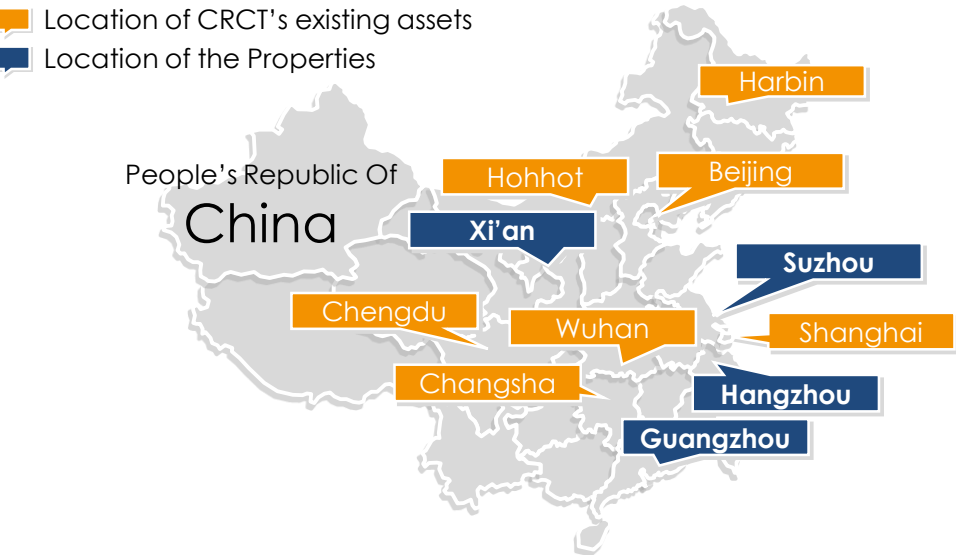 Location of CRCT’s existing assets
Location of the Properties
Harbin
People’s Republic Of
China
Hohhot
Beijing
Xi’an
Suzhou
Chengdu
Wuhan
Shanghai
Changsha
Hangzhou
Guangzhou